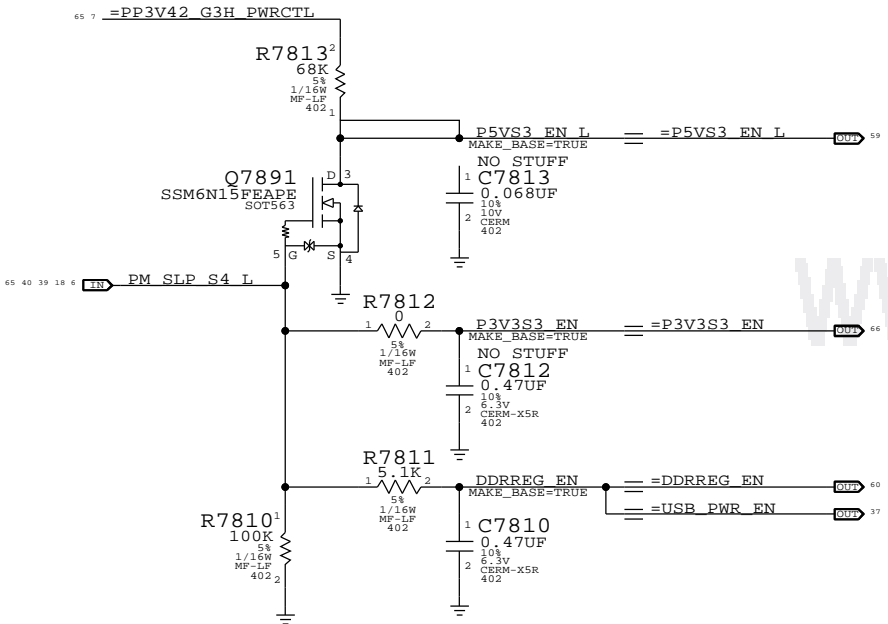 65 7 =PP3V42_G3H_PWRCTL
R7813
68K
5%
1/16W
MF-LF
402
2
1
P5VS3_EN_L
MAKE_BASE=TRUE
=P5VS3_EN_L
OUT 59
Q7891
SSM6N15FEAPE
SOT563
D 3
5 G S 4
NO STUFF
C7813
0.068UF
10%
10V
CERM
402
1
2
65 40 39 18 6 IN PM_SLP_S4_L
R7812
0
1 2
5%
1/16W
MF-LF
402
P3V3S3_EN
MAKE_BASE=TRUE
=P3V3S3_EN
OUT 66
NO STUFF
C7812
0.47UF
10%
6.3V
CERM-X5R
402
1
2
R7811
5.1K
1 2
5%
1/16W
MF-LF
402
DDRREG_EN
MAKE_BASE=TRUE
=DDRREG_EN
OUT 60
=USB_PWR_EN
OUT 37
R7810
100K
5%
1/16W
MF-LF
402
1
2
C7810
0.47UF
10%
6.3V
CERM-X5R
402
1
2
W